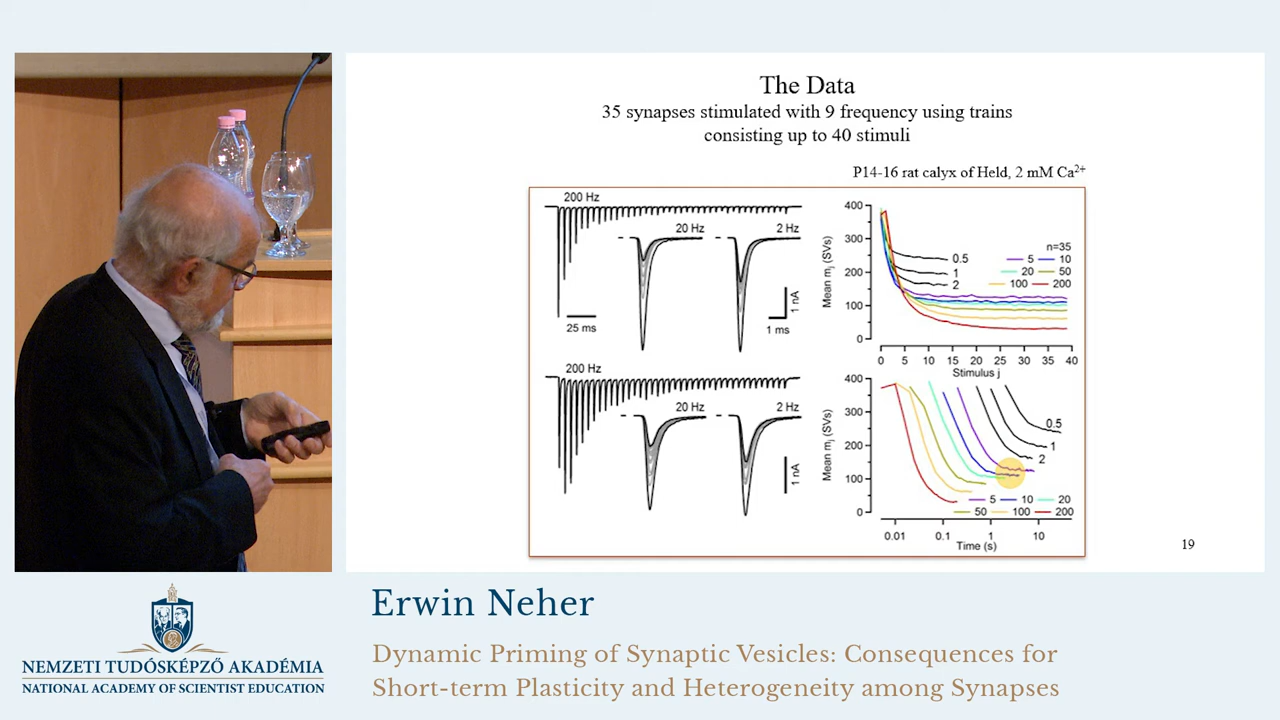 The Data
35 synapses stimulated with 9 frequency using trains
consisting up to 40 stimuli
P14-16 rat calyx of Held, 2 mM Ca²⁺
200 Hz
20 Hz
2 Hz
1 nA
25 ms
1 ms
200 Hz
20 Hz
2 Hz
1 nA
Mean mj (SVs)
400
300
200
100
0
0.5
1
2
n=35
5 10
20 50
100 200
0 5 10 15 20 25 30 35 40
Stimulus j
Mean mj (SVs)
400
300
200
100
0
0.5
1
2
5 10 20
50 100 200
0.01 0.1 1 10
Time (s)
19
Erwin Neher
Dynamic Priming of Synaptic Vesicles: Consequences for
Short-term Plasticity and Heterogeneity among Synapses
NEMZETI TUDÓSKÉPZŐ AKADÉMIA
NATIONAL ACADEMY OF SCIENTIST EDUCATION